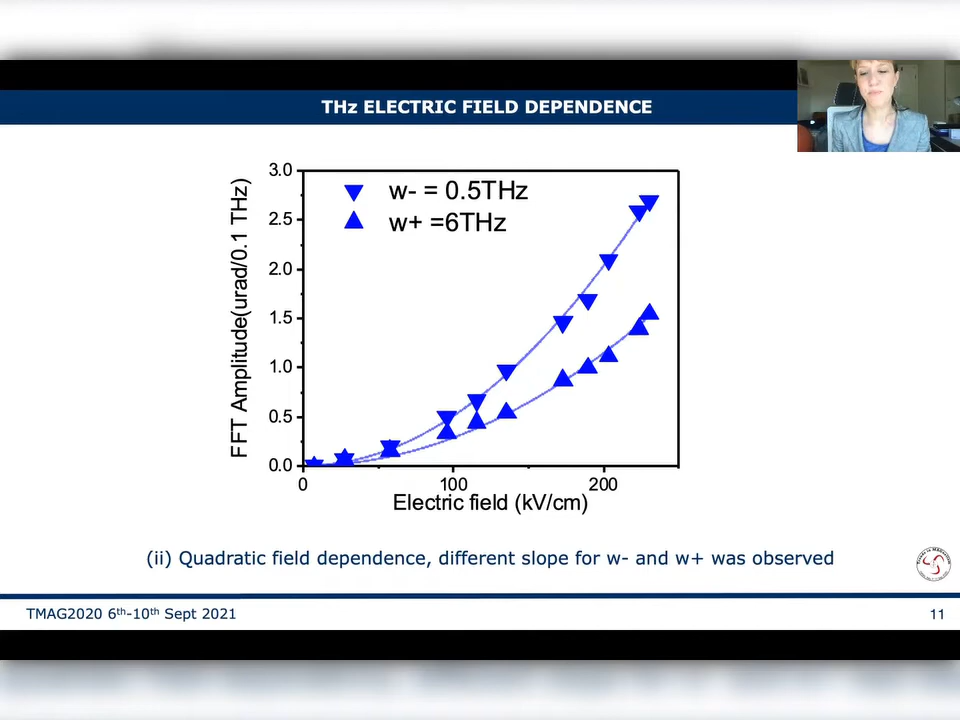 THz ELECTRIC FIELD DEPENDENCE
3.0
2.5
2.0
1.5
1.0
0.5
0.0
FFT Amplitude(urad/0.1 THz)
w- = 0.5THz
w+ =6THz
0
100
200
Electric field (kV/cm)
(ii) Quadratic field dependence, different slope for w- and w+ was observed
TMAG2020 6th-10th Sept 2021
11